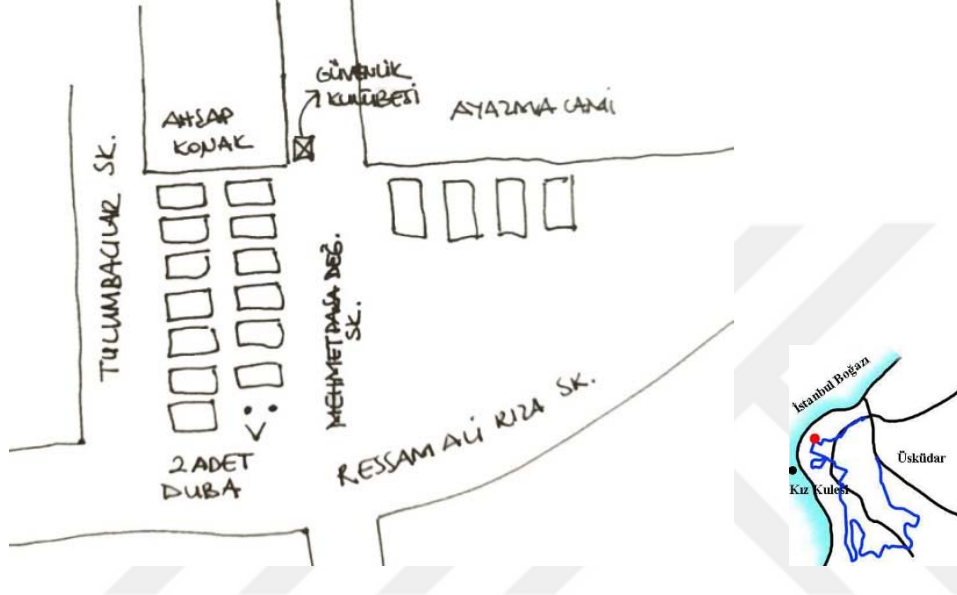 GÜVENLİK
KULÜBESİ
AHŞAP
KONAK
AYAZMA CAMİ
TULUMBACILAR SK.
MEHMETPAŞA DEĞ.
SK.
RESSAM ALİ RIZA SK.
2 ADET
DUBA
İstanbul Boğazı
Üsküdar
Kız Kulesi